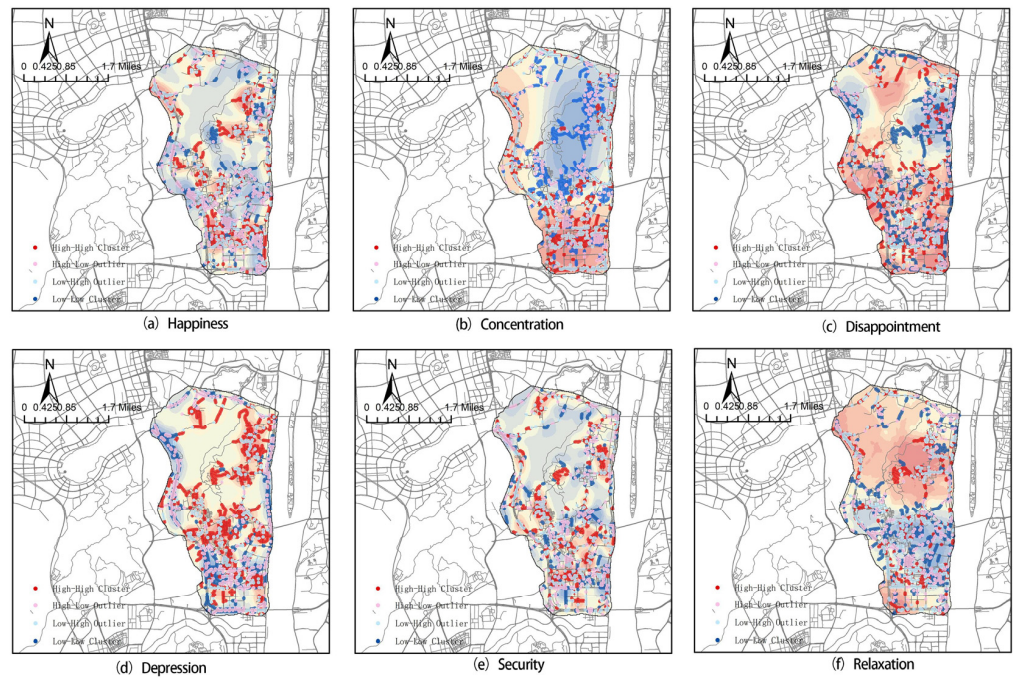 N
0 0.4250.85 1.7 Miles
High-High Cluster
High-Low Outlier
Low-High Outlier
Low-Low Cluster
(a) Happiness
N
0 0.4250.85 1.7 Miles
High-High Cluster
High-Low Outlier
Low-High Outlier
Low-Low Cluster
(b) Concentration
N
0 0.4250.85 1.7 Miles
High-High Cluster
High-Low Outlier
Low-High Outlier
Low-Low Cluster
(c) Disappointment
N
0 0.4250.85 1.7 Miles
High-High Cluster
High-Low Outlier
Low-High Outlier
Low-Low Cluster
(d) Depression
N
0 0.4250.85 1.7 Miles
High-High Cluster
High-Low Outlier
Low-High Outlier
Low-Low Cluster
(e) Security
N
0 0.4250.85 1.7 Miles
High-High Cluster
High-Low Outlier
Low-High Outlier
Low-Low Cluster
(f) Relaxation